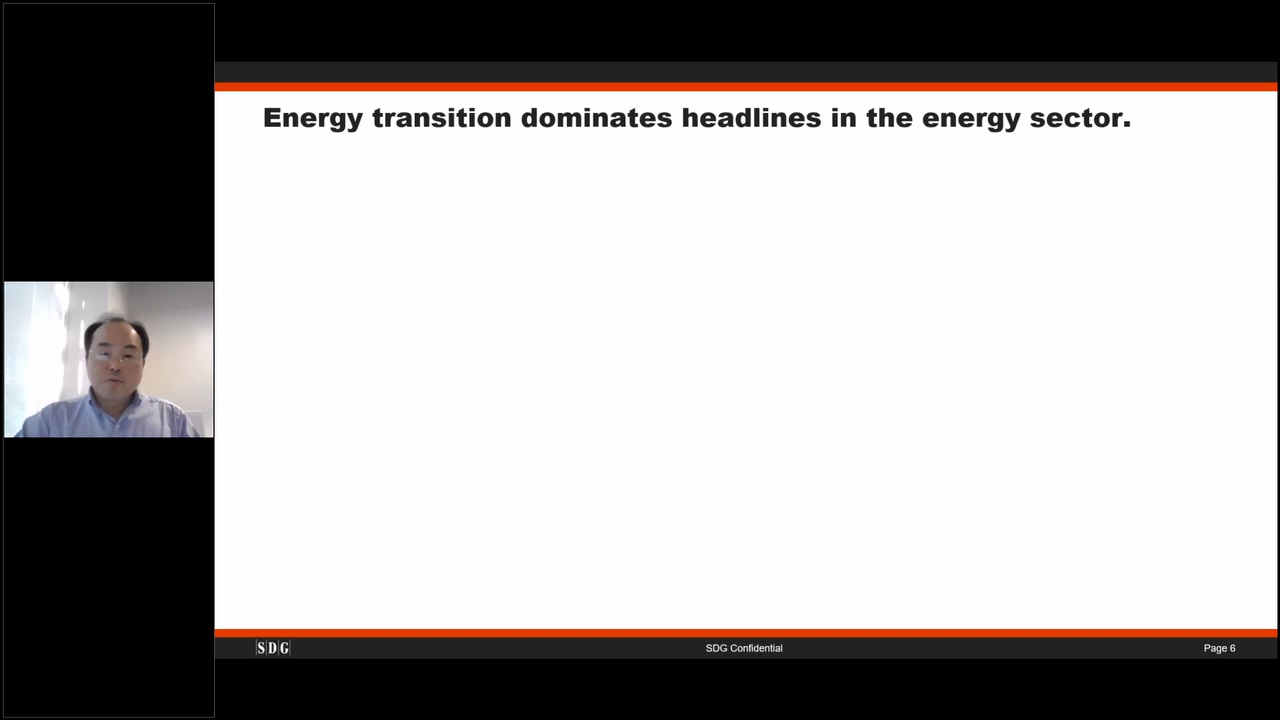 Energy transition dominates headlines in the energy sector.
SDG
SDG Confidential
Page 6